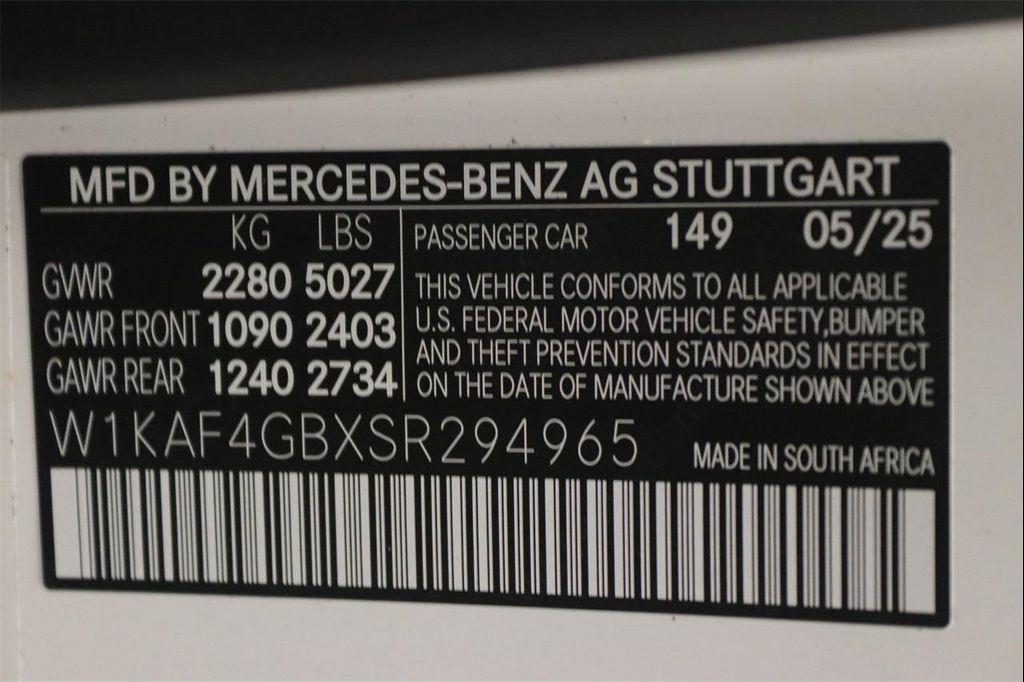 MFD BY MERCEDES-BENZ AG STUTTGART
KG LBS
GVWR 2280 5027
GAWR FRONT 1090 2403
GAWR REAR 1240 2734
PASSENGER CAR 149 05/25
THIS VEHICLE CONFORMS TO ALL APPLICABLE
U.S. FEDERAL MOTOR VEHICLE SAFETY,BUMPER
AND THEFT PREVENTION STANDARDS IN EFFECT
ON THE DATE OF MANUFACTURE SHOWN ABOVE
W1KAF4GBXSR294965
MADE IN SOUTH AFRICA